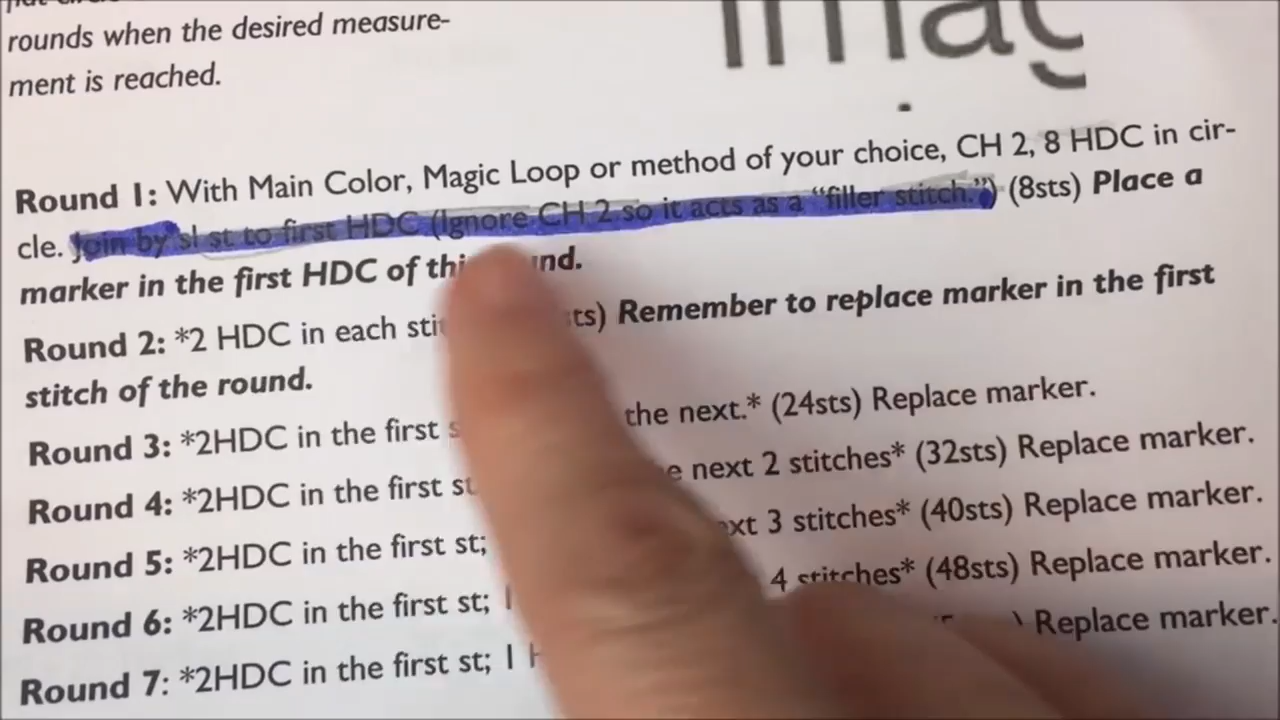 rounds when the desired measure-
ment is reached.
Round 1: With Main Color, Magic Loop or method of your choice, CH 2, 8 HDC in cir-
cle. Join by sl st to first HDC (Ignore CH 2 so it acts as a “filler stitch.”) (8sts) Place a
marker in the first HDC of
Round 2: *2 HDC in each Remember to replace marker in the first
stitch of the round.
Round 3: *2HDC in the first the next.* (24sts) Replace marker.
Round 4: *2HDC in the first next 2 stitches* (32sts) Replace marker.
Round 5: *2HDC in the first st; 3 stitches* (40sts) Replace marker.
Round 6: *2HDC in the first st; 4 stitches* (48sts) Replace marker.
Round 7: *2HDC in the first st; 1 Replace marker.